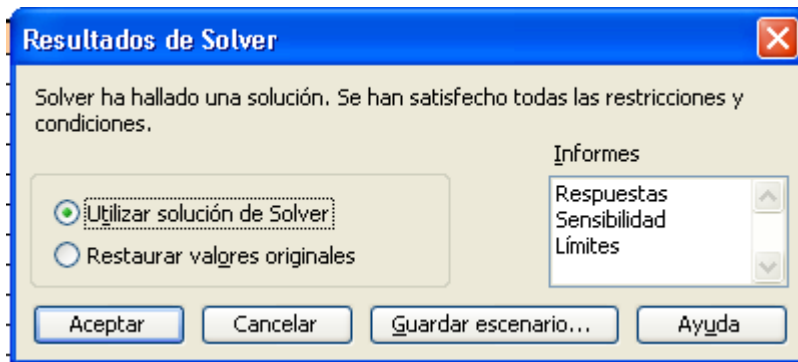 Resultados de Solver
Solver ha hallado una solución. Se han satisfecho todas las restricciones y
condiciones.
Informes
Utilizar solución de Solver
Restaurar valores originales
Respuestas
Sensibilidad
Límites
Aceptar
Cancelar
Guardar escenario...
Ayuda